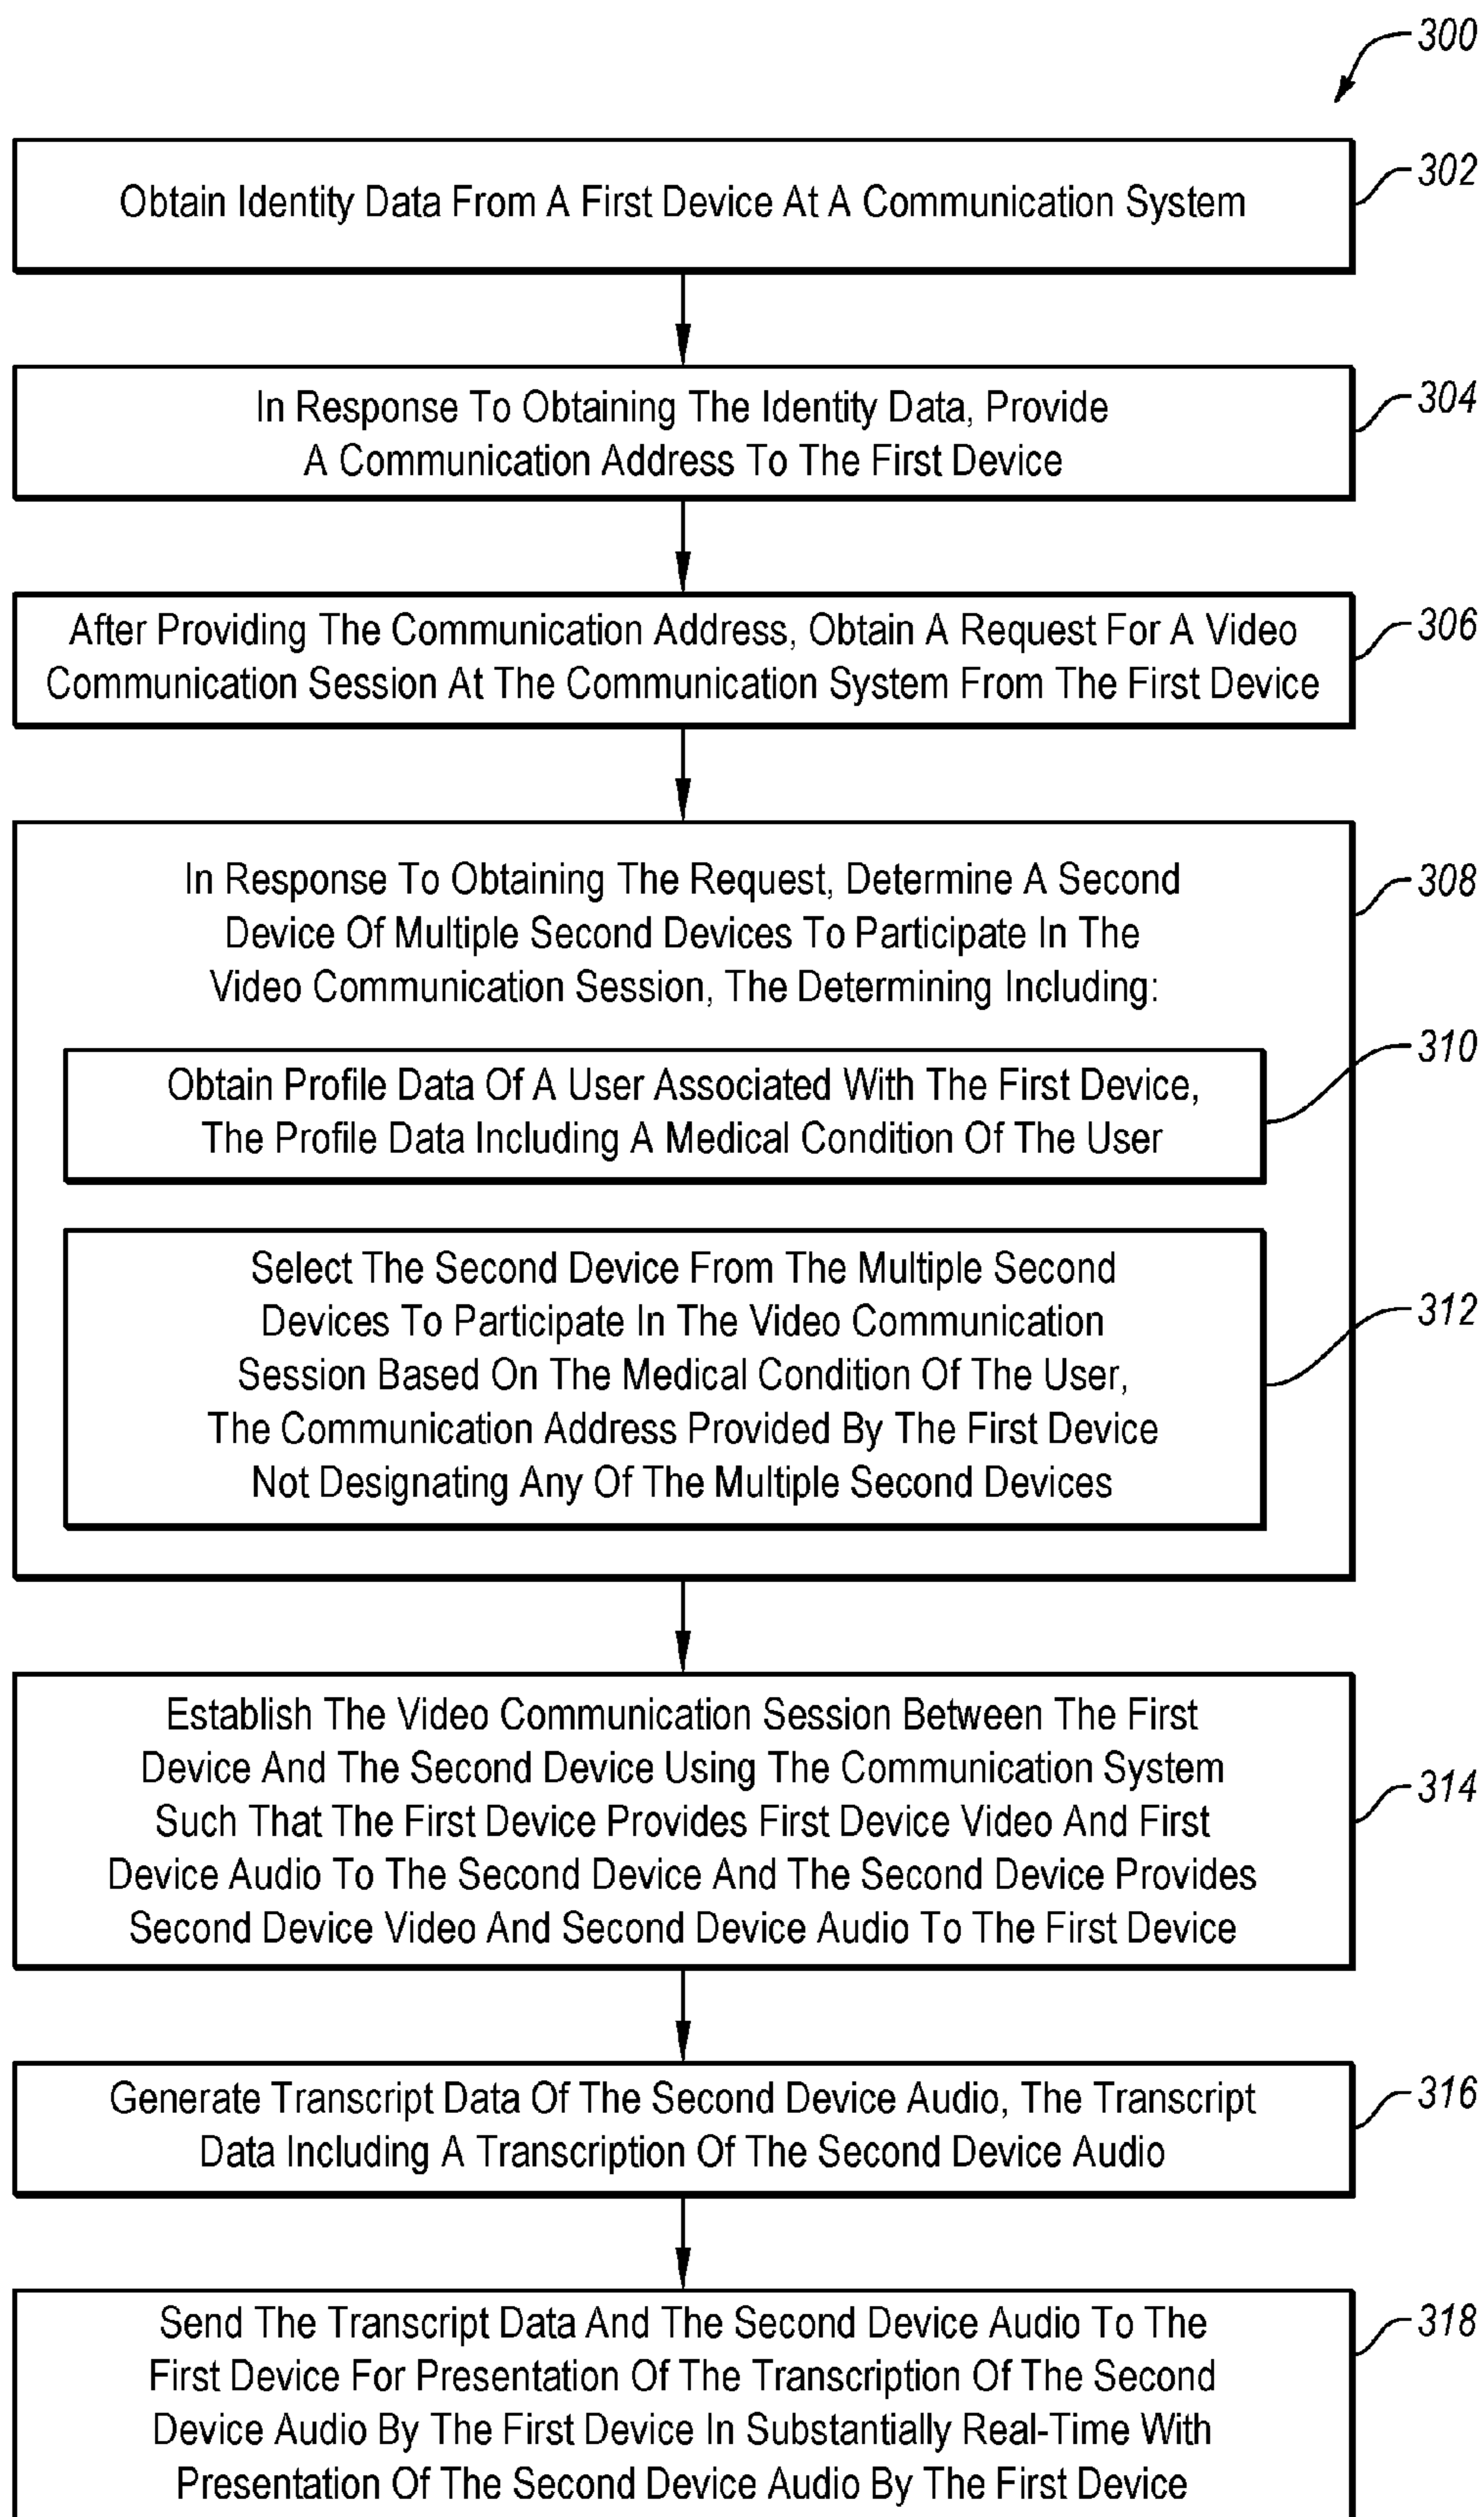 300
302
Obtain Identity Data From A First Device At A Communication System
304
In Response To Obtaining The Identity Data, Provide
A Communication Address To The First Device
306
After Providing The Communication Address, Obtain A Request For A Video
Communication Session At The Communication System From The First Device
308
In Response To Obtaining The Request, Determine A Second
Device Of Multiple Second Devices To Participate In The
Video Communication Session, The Determining Including:
310
Obtain Profile Data Of A User Associated With The First Device,
The Profile Data Including A Medical Condition Of The User
312
Select The Second Device From The Multiple Second
Devices To Participate In The Video Communication
Session Based On The Medical Condition Of The User,
The Communication Address Provided By The First Device
Not Designating Any Of The Multiple Second Devices
314
Establish The Video Communication Session Between The First
Device And The Second Device Using The Communication System
Such That The First Device Provides First Device Video And First
Device Audio To The Second Device And The Second Device Provides
Second Device Video And Second Device Audio To The First Device
316
Generate Transcript Data Of The Second Device Audio, The Transcript
Data Including A Transcription Of The Second Device Audio
318
Send The Transcript Data And The Second Device Audio To The
First Device For Presentation Of The Transcription Of The Second
Device Audio By The First Device In Substantially Real-Time With
Presentation Of The Second Device Audio By The First Device